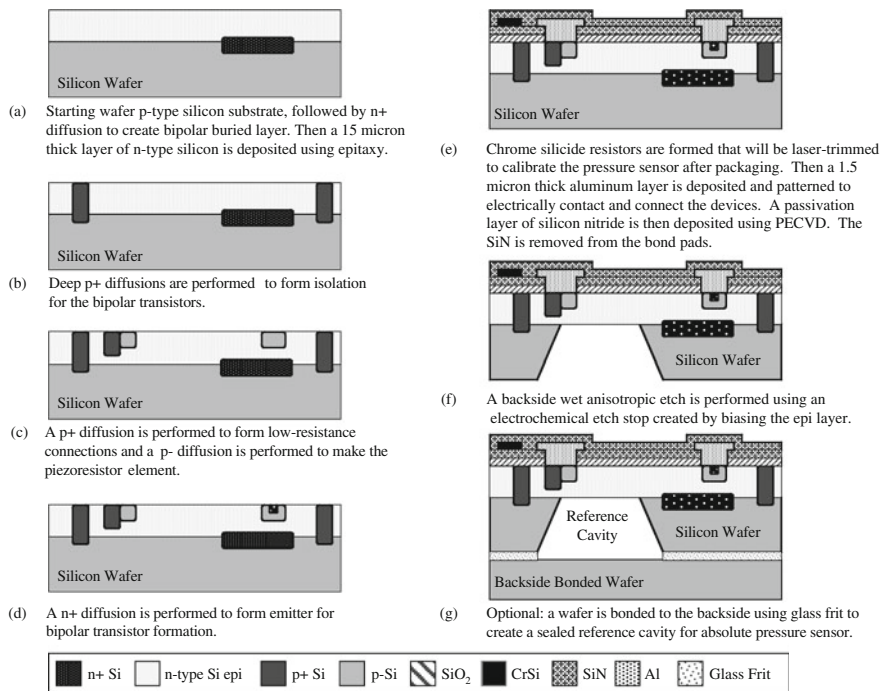 Silicon Wafer
(a) Starting wafer p-type silicon substrate, followed by n+
diffusion to create bipolar buried layer. Then a 15 micron
thick layer of n-type silicon is deposited using epitaxy.
(b) Deep p+ diffusions are performed to form isolation
for the bipolar transistors.
Silicon Wafer
(c) A p+ diffusion is performed to form low-resistance
connections and a p- diffusion is performed to make the
piezoresistor element.
Silicon Wafer
(d) A n+ diffusion is performed to form emitter for
bipolar transistor formation.
Silicon Wafer
(e) Chrome silicide resistors are formed that will be laser-trimmed
to calibrate the pressure sensor after packaging. Then a 1.5
micron thick aluminum layer is deposited and patterned to
electrically contact and connect the devices. A passivation
layer of silicon nitride is then deposited using PECVD. The
SiN is removed from the bond pads.
Silicon Wafer
(f) A backside wet anisotropic etch is performed using an
electrochemical etch stop created by biasing the epi layer.
Reference
Cavity
Silicon Wafer
Backside Bonded Wafer
(g) Optional: a wafer is bonded to the backside using glass frit to
create a sealed reference cavity for absolute pressure sensor.
n+ Si n-type Si epi p+ Si p-Si SiO2 CrSi SiN Al Glass Frit